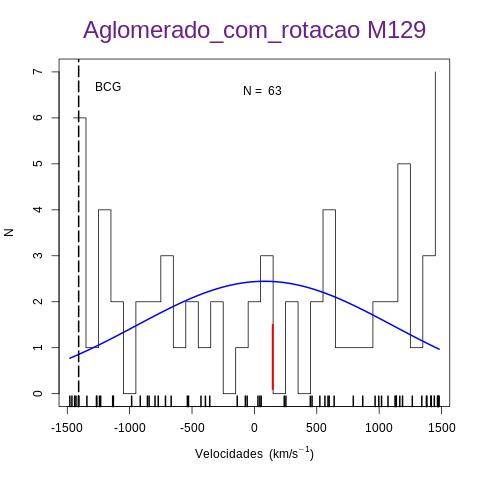 Aglomerado_com_rotacao M129
BCG
N = 63
N
7
6
5
4
3
2
1
0
-1500 -1000 -500 0 500 1000 1500
Velocidades (km/s⁻¹)